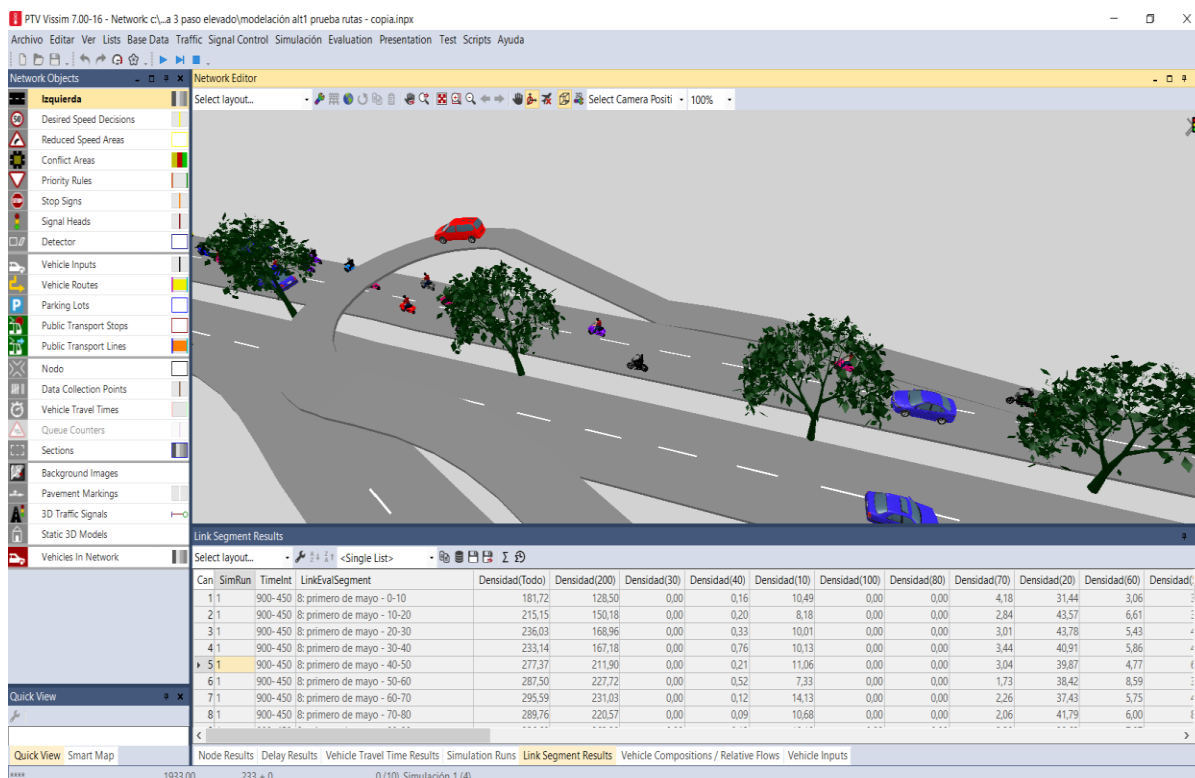 PTV Vissim 7.00-16 - Network: c:\...a 3 paso elevado\modelación alt1 prueba rutas - copia.inpx
Archivo Editar Ver Lists Base Data Traffic Signal Control Simulación Evaluation Presentation Test Scripts Ayuda
Network Objects
Network Editor
Select layout... Select Camera Positi 100%
Izquierda
50 Desired Speed Decisions
Reduced Speed Areas
Conflict Areas
Priority Rules
STOP Stop Signs
Signal Heads
Detector
Vehicle Inputs
Vehicle Routes
P Parking Lots
Public Transport Stops
Public Transport Lines
Nodo
Data Collection Points
Vehicle Travel Times
Queue Counters
Sections
Background Images
Pavement Markings
3D Traffic Signals
Static 3D Models
Vehicles In Network
Link Segment Results
Select layout... <Single List> Σ
Can SimRun TimeInt LinkEvalSegment Densidad(Todo) Densidad(200) Densidad(30) Densidad(40) Densidad(10) Densidad(100) Densidad(80) Densidad(70) Densidad(20) Densidad(60) Densidad(
1 1 900-450 8: primero de mayo - 0-10 181,72 128,50 0,00 0,16 10,49 0,00 0,00 4,18 31,44 3,06
2 1 900-450 8: primero de mayo - 10-20 215,15 150,18 0,00 0,20 8,18 0,00 0,00 2,84 43,57 6,61
3 1 900-450 8: primero de mayo - 20-30 236,03 168,96 0,00 0,33 10,01 0,00 0,00 3,01 43,78 5,43
4 1 900-450 8: primero de mayo - 30-40 233,14 167,18 0,00 0,76 10,13 0,00 0,00 3,44 40,91 5,86
5 1 900-450 8: primero de mayo - 40-50 277,37 211,90 0,00 0,21 11,06 0,00 0,00 3,04 39,87 4,77
6 1 900-450 8: primero de mayo - 50-60 287,50 227,72 0,00 0,52 7,33 0,00 0,00 1,73 38,42 8,59
7 1 900-450 8: primero de mayo - 60-70 295,59 231,03 0,00 0,12 14,13 0,00 0,00 2,26 37,43 5,75
8 1 900-450 8: primero de mayo - 70-80 289,76 220,57 0,00 0,09 10,68 0,00 0,00 2,06 41,79 6,00
Quick View
Quick View Smart Map
Node Results Delay Results Vehicle Travel Time Results Simulation Runs Link Segment Results Vehicle Compositions / Relative Flows Vehicle Inputs
**** 1933.00 233 + 0 0 (10) Simulación 1 (4)